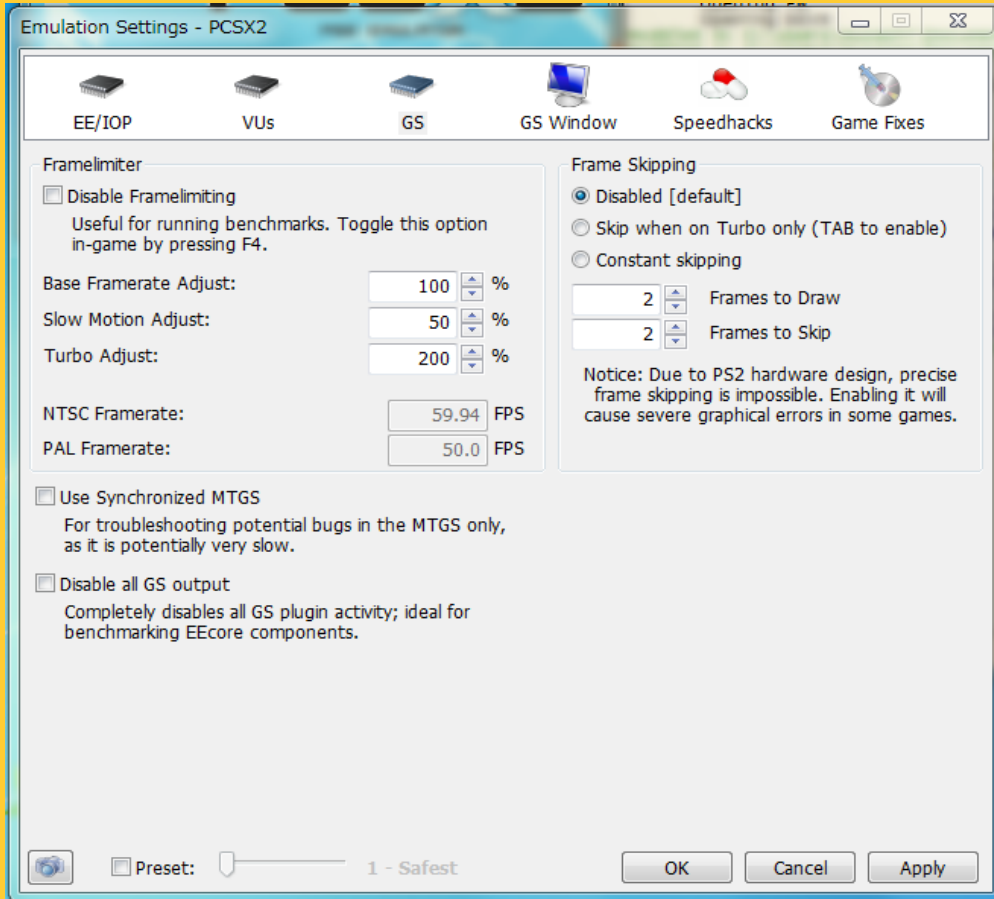 Emulation Settings - PCSX2
EE/IOP
VUs
GS
GS Window
Speedhacks
Game Fixes
Framelimiter
Disable Framelimiting
Useful for running benchmarks. Toggle this option
in-game by pressing F4.
Base Framerate Adjust: 100 %
Slow Motion Adjust: 50 %
Turbo Adjust: 200 %
NTSC Framerate: 59.94 FPS
PAL Framerate: 50.0 FPS
Frame Skipping
Disabled [default]
Skip when on Turbo only (TAB to enable)
Constant skipping
2 Frames to Draw
2 Frames to Skip
Notice: Due to PS2 hardware design, precise
frame skipping is impossible. Enabling it will
cause severe graphical errors in some games.
Use Synchronized MTGS
For troubleshooting potential bugs in the MTGS only,
as it is potentially very slow.
Disable all GS output
Completely disables all GS plugin activity; ideal for
benchmarking EEcore components.
Preset:
1 - Safest
OK
Cancel
Apply